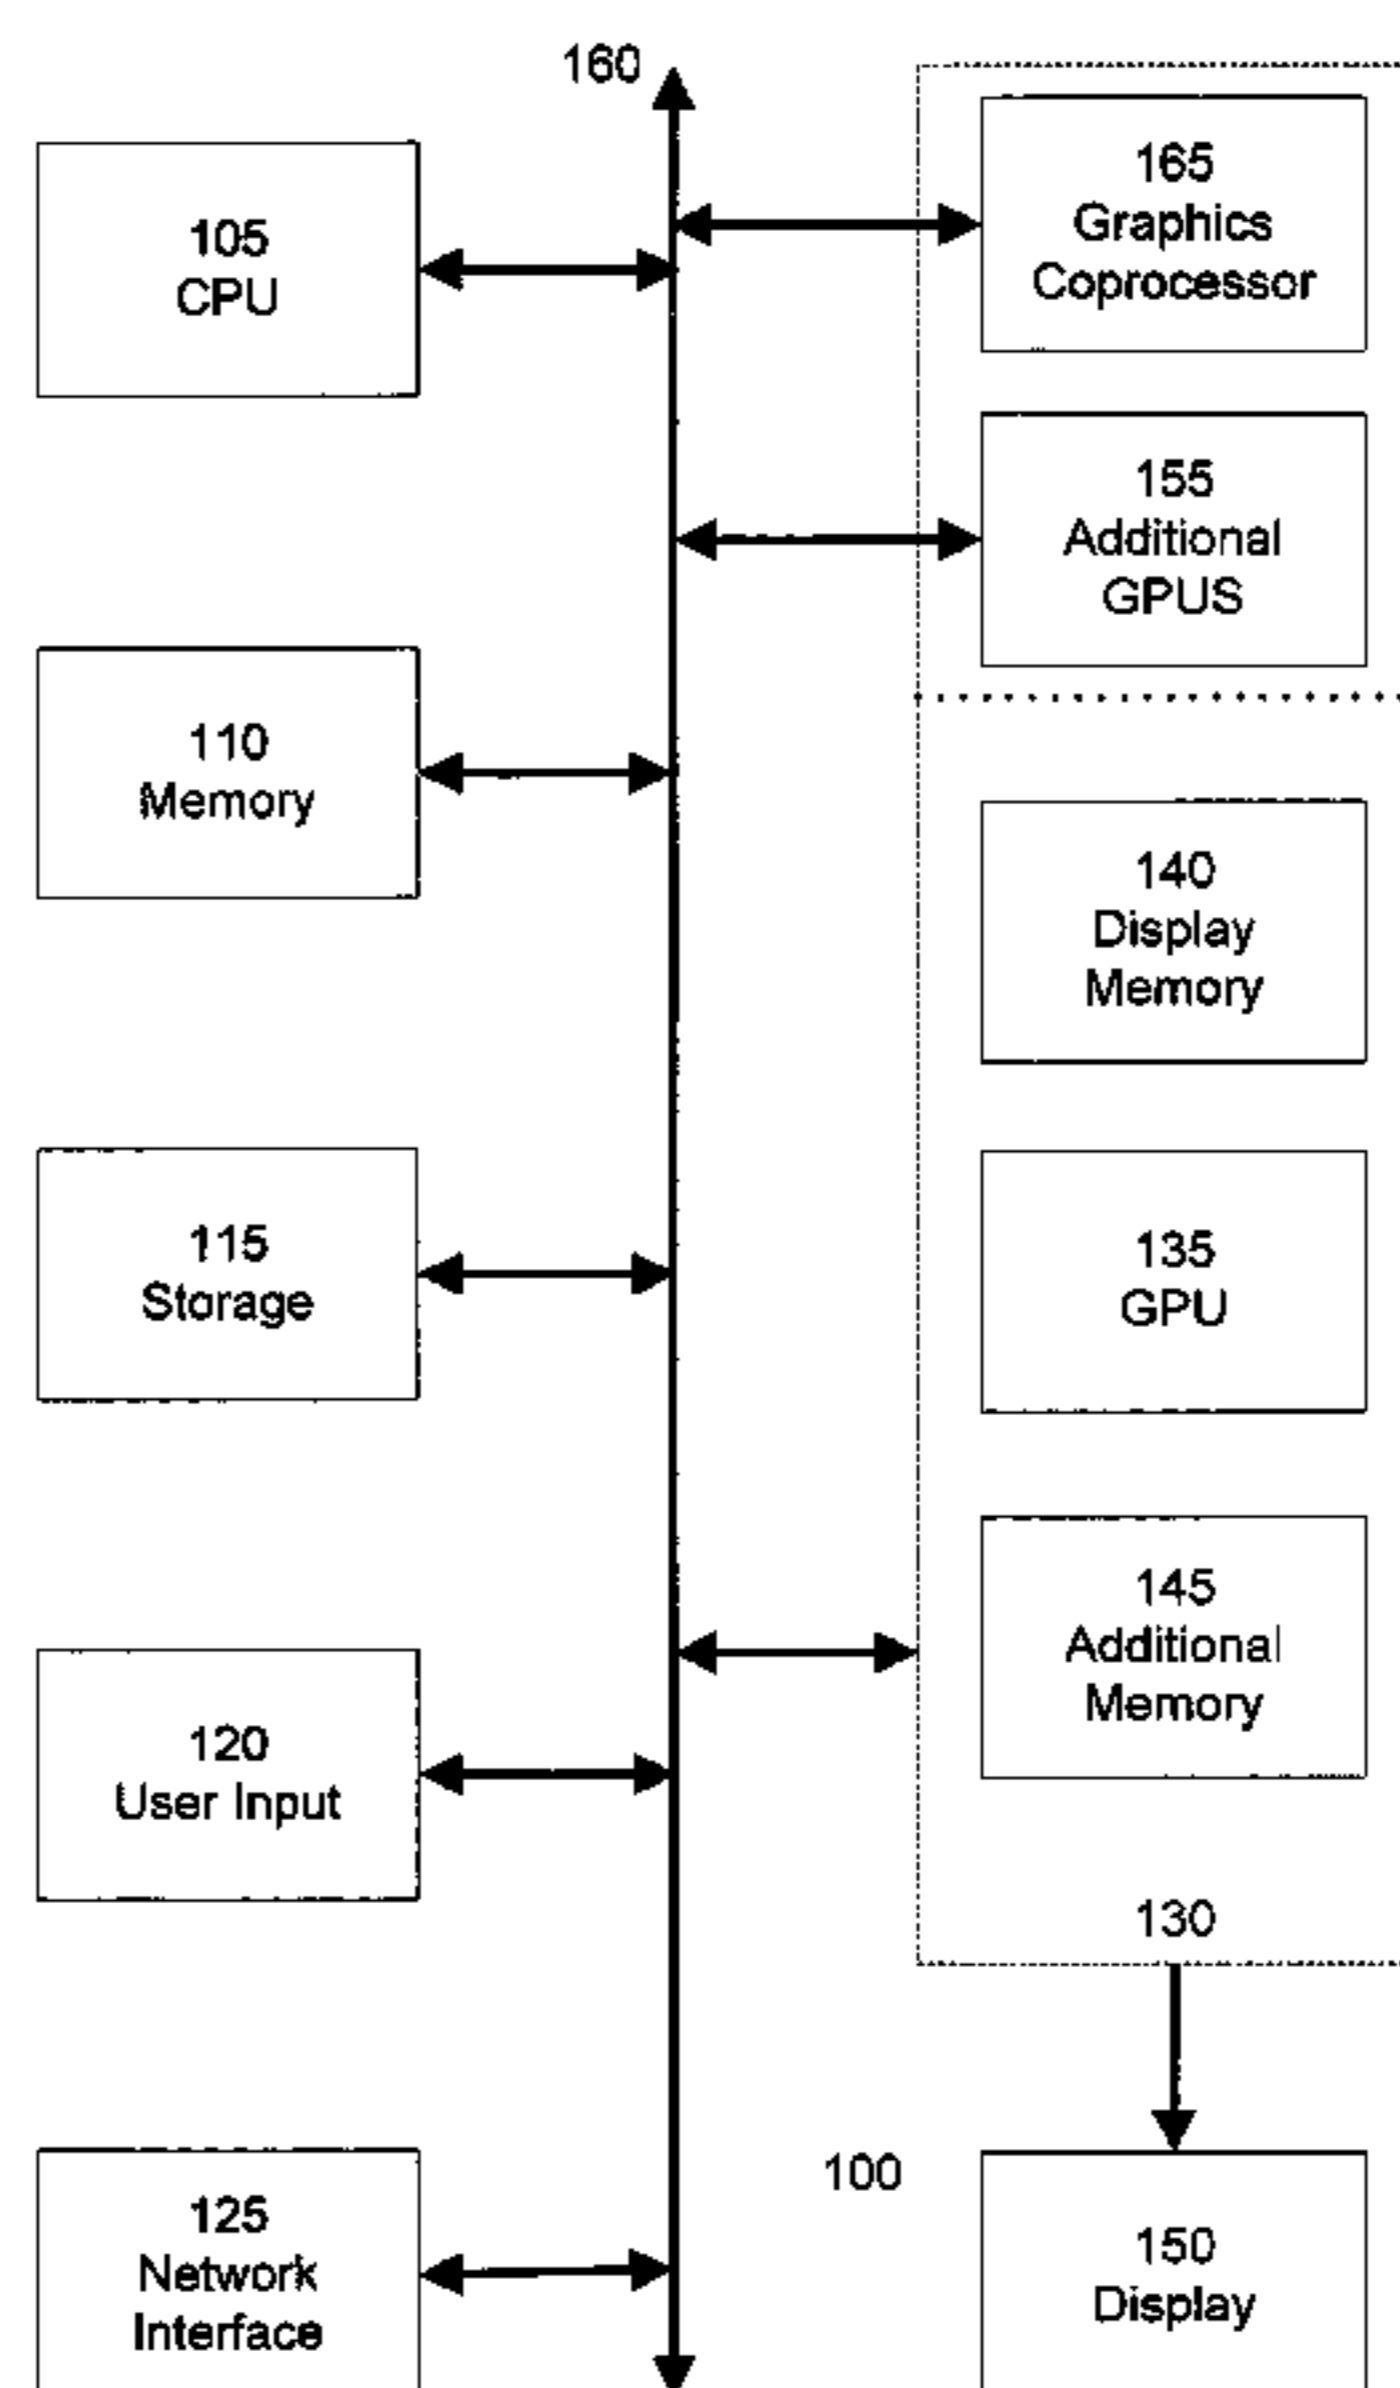 160
105
CPU
110
Memory
115
Storage
120
User Input
125
Network
Interface
165
Graphics
Coprocessor
155
Additional
GPUS
140
Display
Memory
135
GPU
145
Additional
Memory
130
100
150
Display